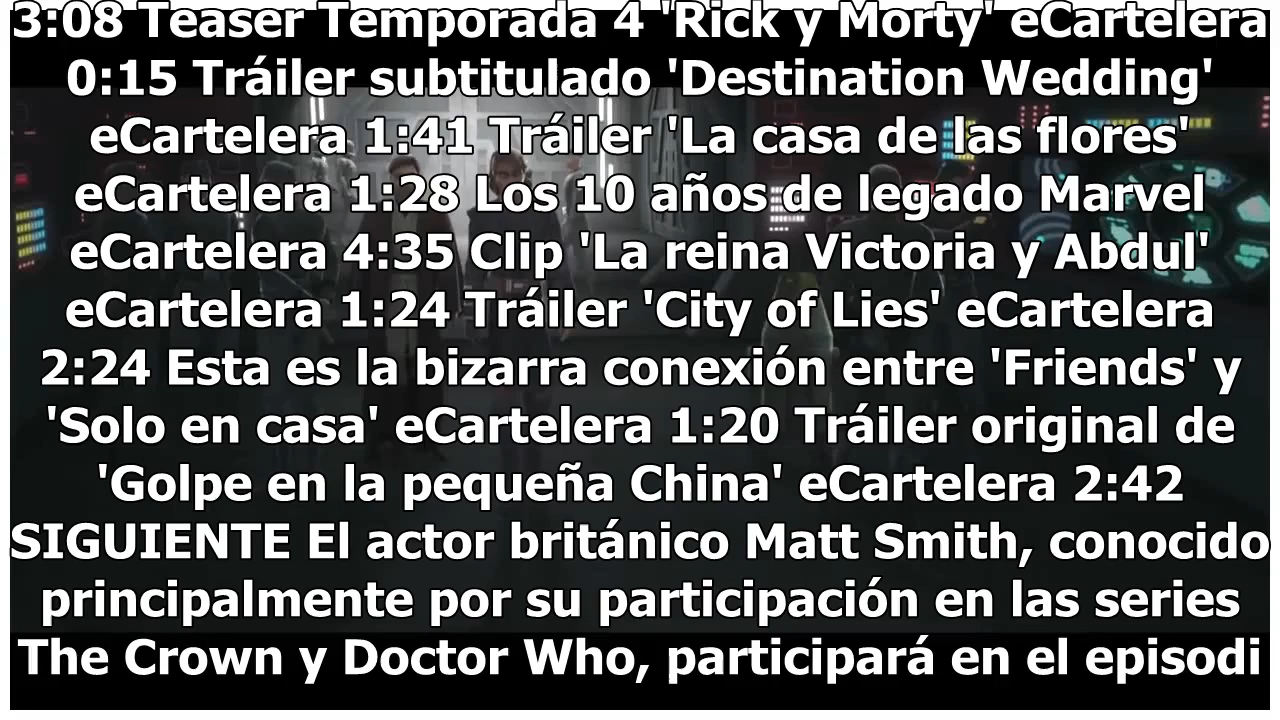 3:08 Teaser Temporada 4 'Rick y Morty' eCartelera
0:15 Tráiler subtitulado 'Destination Wedding'
eCartelera 1:41 Tráiler 'La casa de las flores'
eCartelera 1:28 Los 10 años de legado Marvel
eCartelera 4:35 Clip 'La reina Victoria y Abdul'
eCartelera 1:24 Tráiler 'City of Lies' eCartelera
2:24 Esta es la bizarra conexión entre 'Friends' y
'Solo en casa' eCartelera 1:20 Tráiler original de
'Golpe en la pequeña China' eCartelera 2:42
SIGUIENTE El actor británico Matt Smith, conocido
principalmente por su participación en las series
The Crown y Doctor Who, participará en el episodi